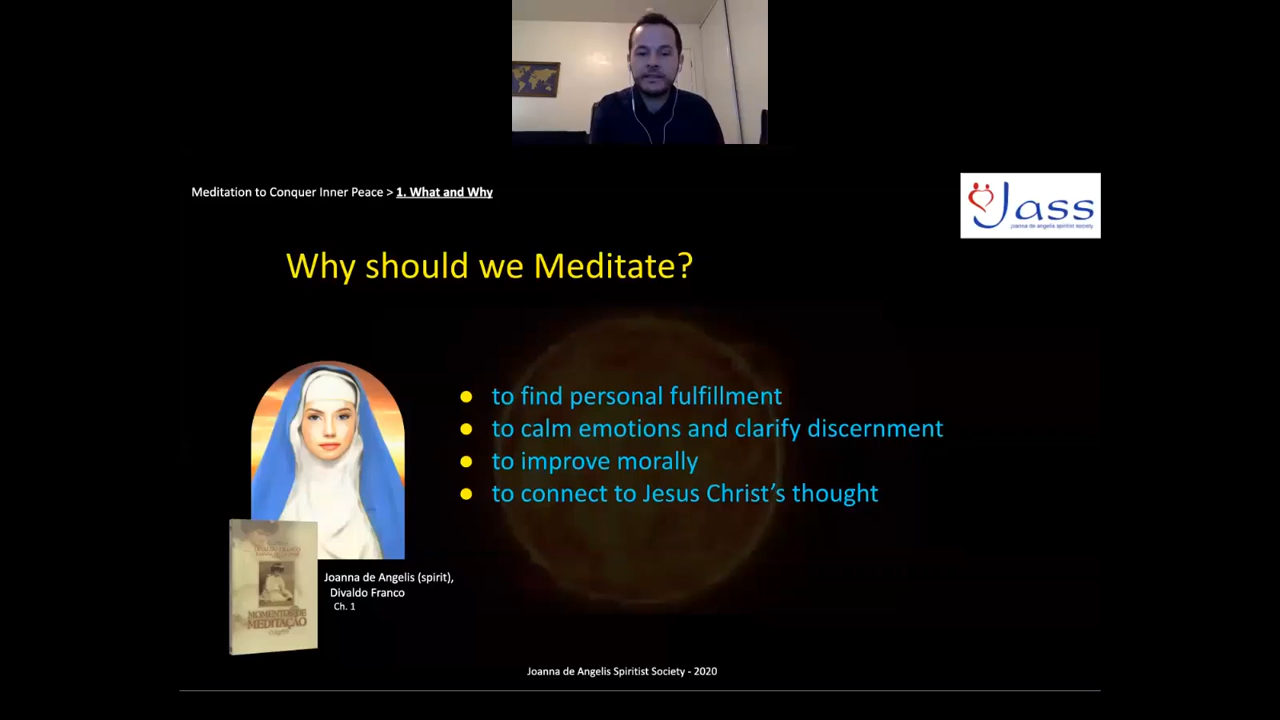 Meditation to Conquer Inner Peace > 1. What and Why
Jass
joanna de angelis spiritist society
Why should we Meditate?
● to find personal fulfillment
● to calm emotions and clarify discernment
● to improve morally
● to connect to Jesus Christ’s thought
DIVALDO FRANCO
MOMENTOS DE
MEDITAÇÃO
Joanna de Angelis (spirit),
Divaldo Franco
Ch. 1
Joanna de Angelis Spiritist Society - 2020